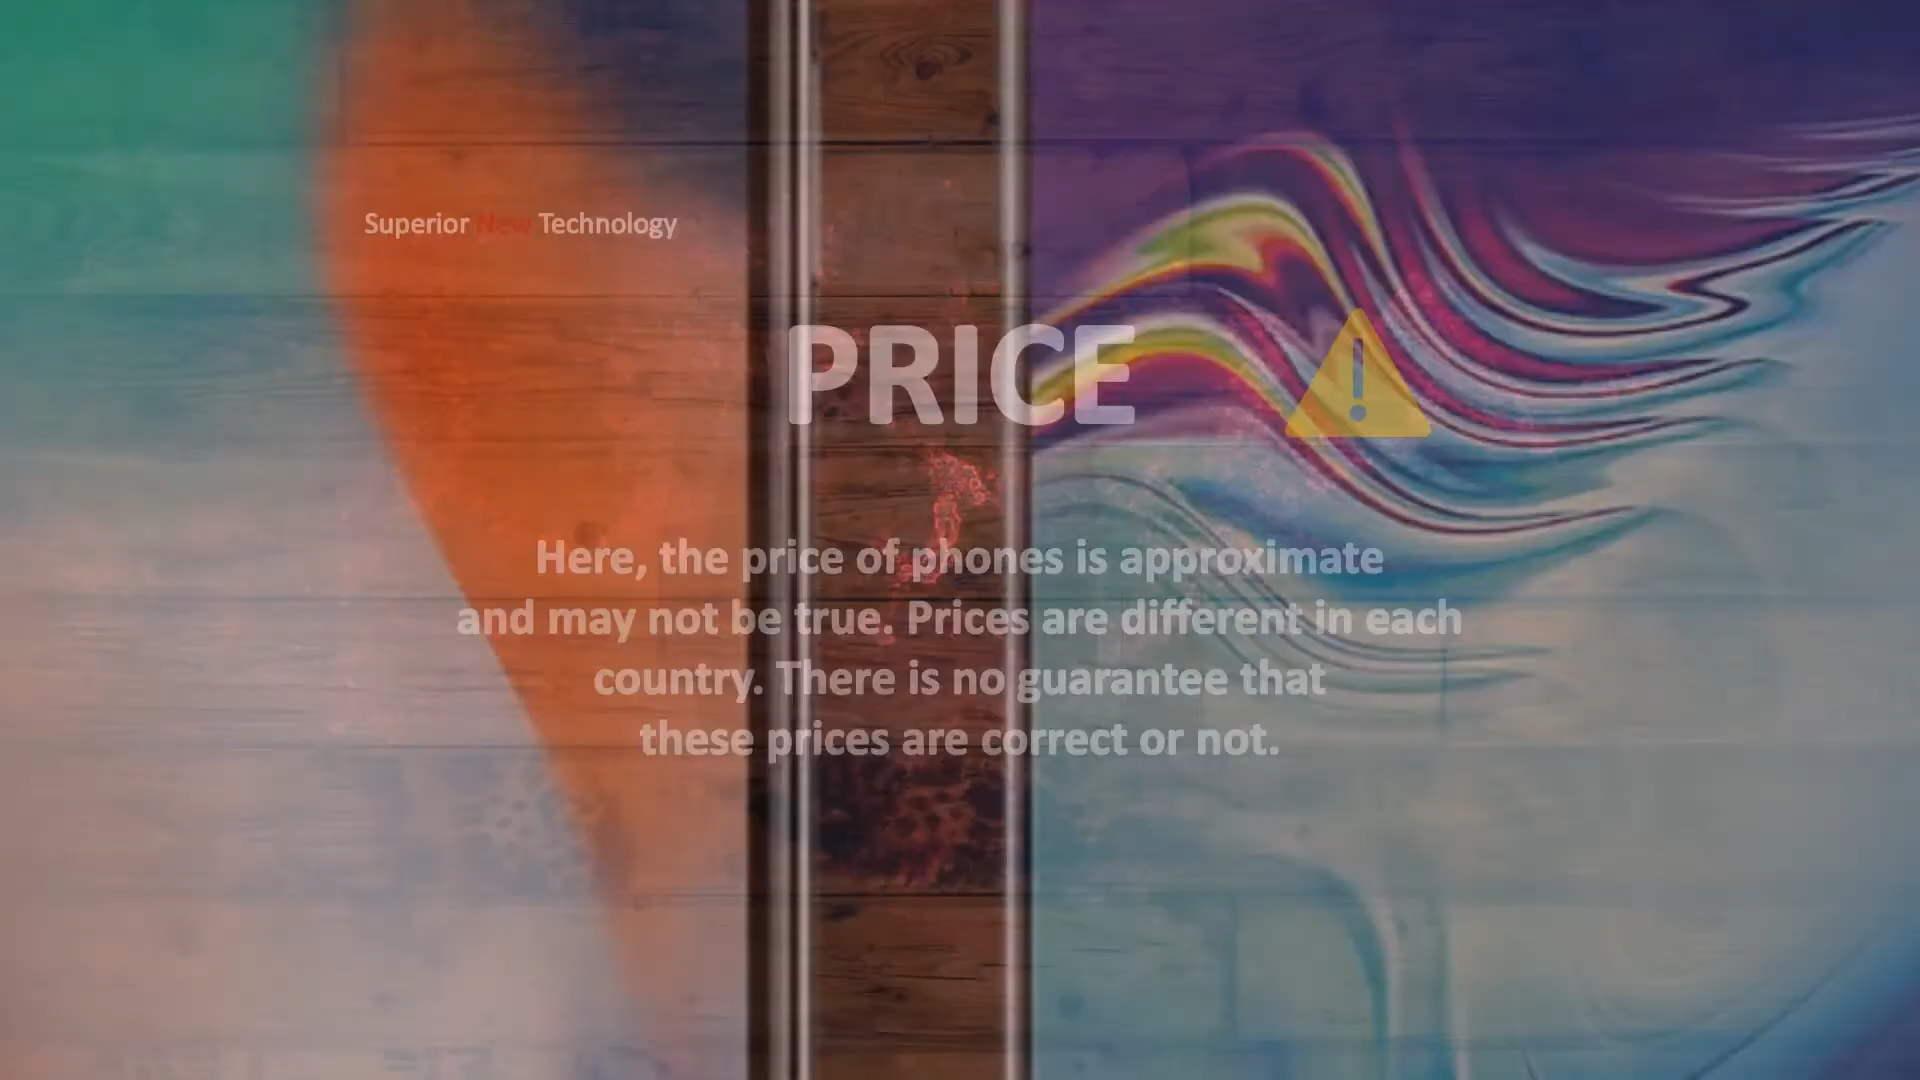 Superior New Technology
PRICE
Here, the price of phones is approximate
and may not be true. Prices are different in each
country. There is no guarantee that
these prices are correct or not.